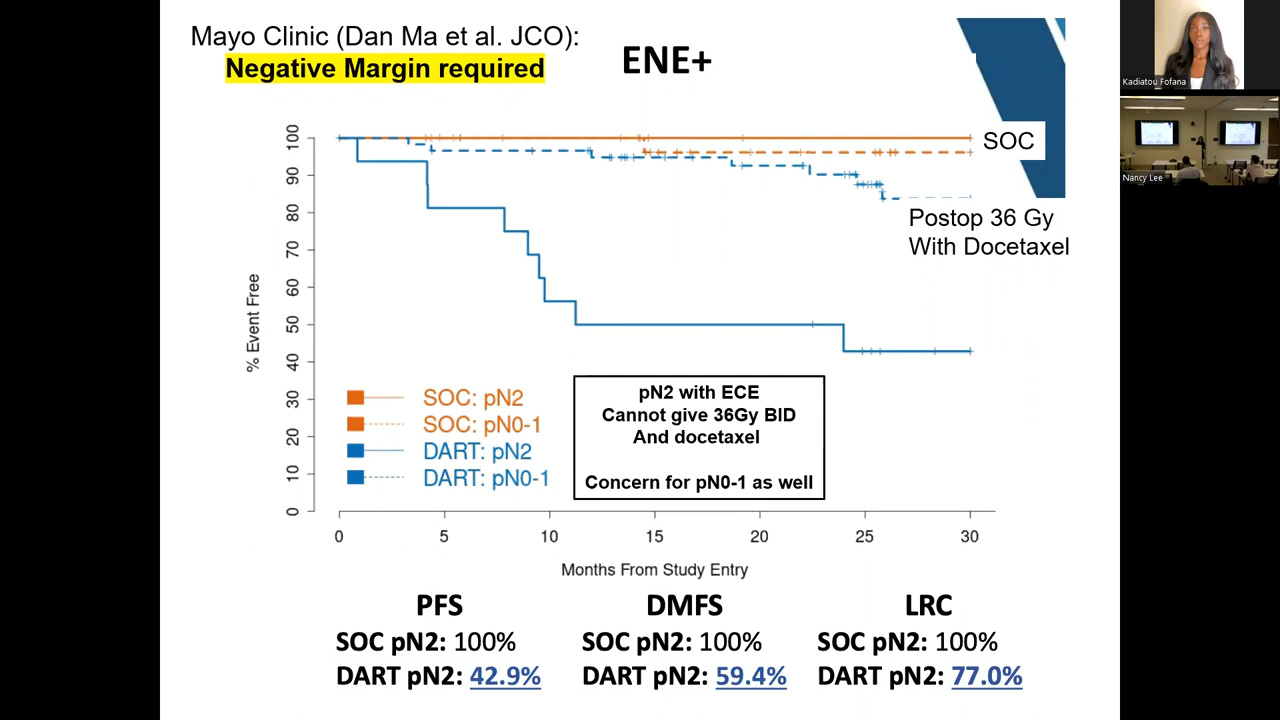 Mayo Clinic (Dan Ma et al. JCO):
Negative Margin required
ENE+
Kadiatou Fofana
Nancy Lee
SOC
Postop 36 Gy
With Docetaxel
% Event Free
100
90
80
70
60
50
40
30
20
10
0
SOC: pN2
SOC: pN0-1
DART: pN2
DART: pN0-1
pN2 with ECE
Cannot give 36Gy BID
And docetaxel
Concern for pN0-1 as well
0 5 10 15 20 25 30
Months From Study Entry
PFS
SOC pN2: 100%
DART pN2: 42.9%
DMFS
SOC pN2: 100%
DART pN2: 59.4%
LRC
SOC pN2: 100%
DART pN2: 77.0%